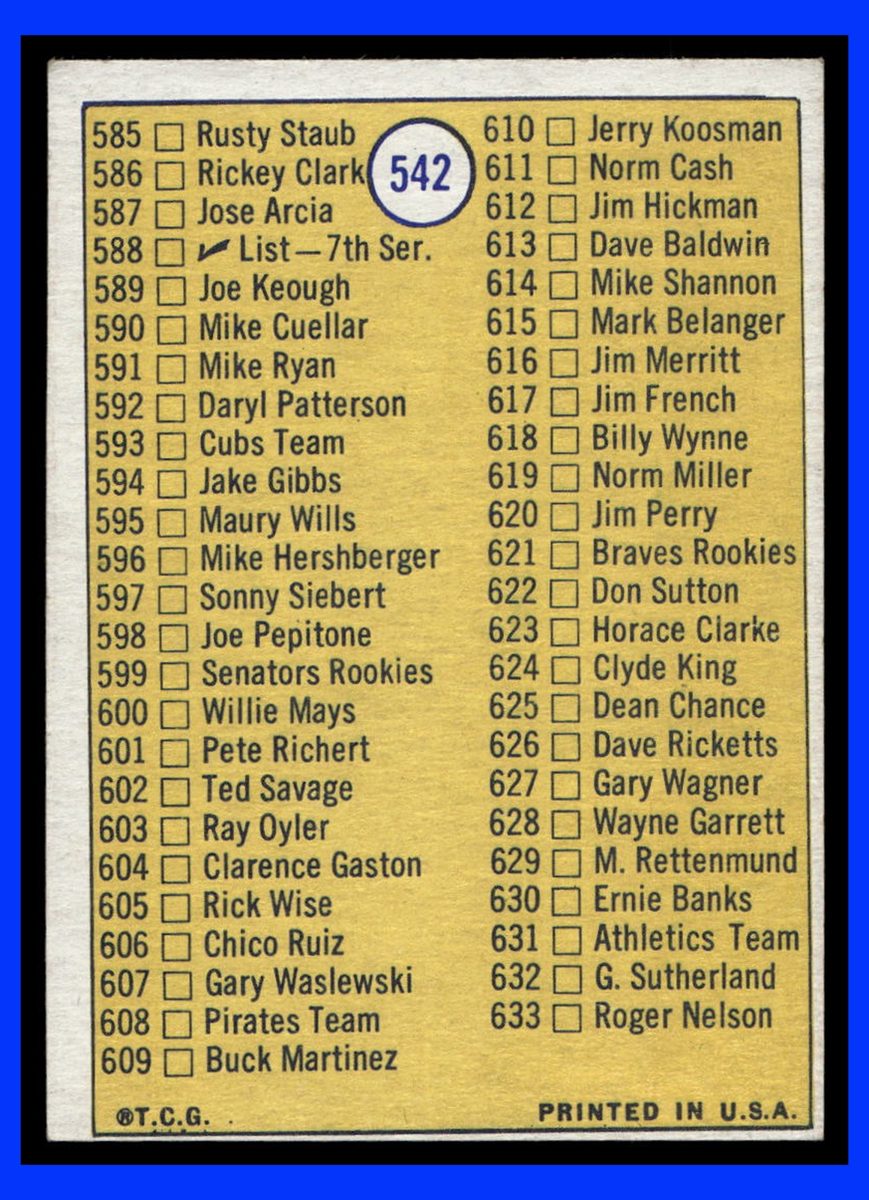 542
585 Rusty Staub
586 Rickey Clark
587 Jose Arcia
588 ✓ List — 7th Ser.
589 Joe Keough
590 Mike Cuellar
591 Mike Ryan
592 Daryl Patterson
593 Cubs Team
594 Jake Gibbs
595 Maury Wills
596 Mike Hershberger
597 Sonny Siebert
598 Joe Pepitone
599 Senators Rookies
600 Willie Mays
601 Pete Richert
602 Ted Savage
603 Ray Oyler
604 Clarence Gaston
605 Rick Wise
606 Chico Ruiz
607 Gary Waslewski
608 Pirates Team
609 Buck Martinez
610 Jerry Koosman
611 Norm Cash
612 Jim Hickman
613 Dave Baldwin
614 Mike Shannon
615 Mark Belanger
616 Jim Merritt
617 Jim French
618 Billy Wynne
619 Norm Miller
620 Jim Perry
621 Braves Rookies
622 Don Sutton
623 Horace Clarke
624 Clyde King
625 Dean Chance
626 Dave Ricketts
627 Gary Wagner
628 Wayne Garrett
629 M. Rettenmund
630 Ernie Banks
631 Athletics Team
632 G. Sutherland
633 Roger Nelson
®T.C.G.
PRINTED IN U.S.A.